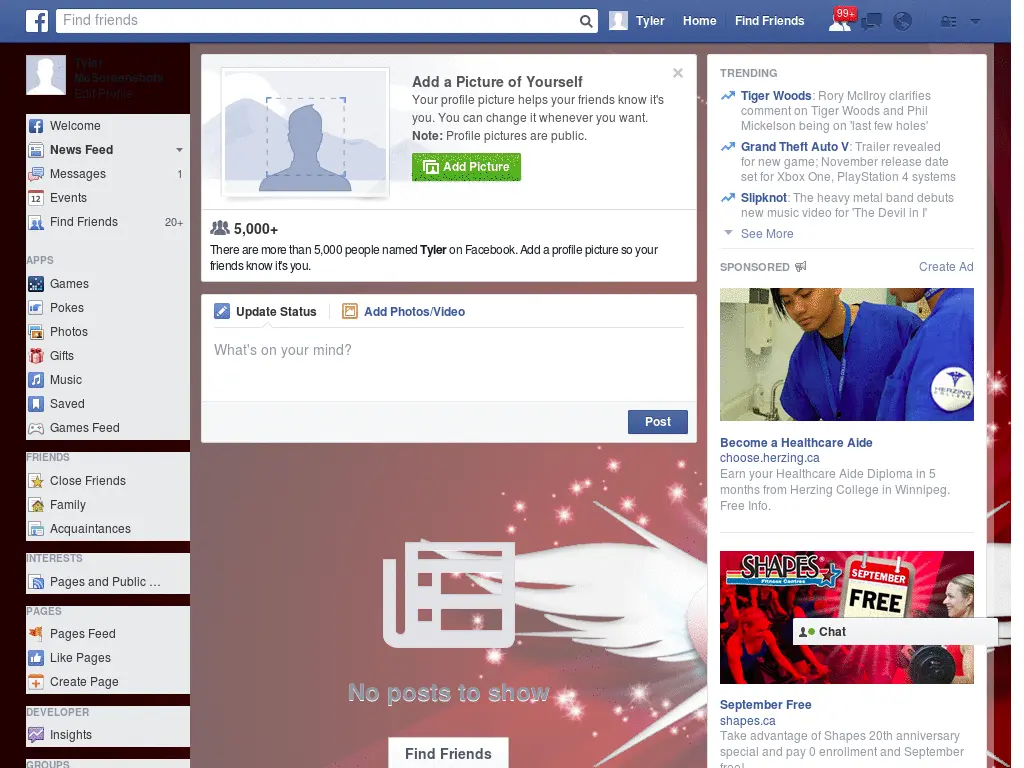 Find friends
Tyler
Home
Find Friends
99+
Tyler
McScreenshots
Edit Profile
Welcome
News Feed
Messages
1
Events
12
Find Friends
20+
APPS
Games
Pokes
Photos
Gifts
Music
Saved
Games Feed
FRIENDS
Close Friends
Family
Acquaintances
INTERESTS
Pages and Public ...
PAGES
Pages Feed
Like Pages
Create Page
DEVELOPER
Insights
GROUPS
Add a Picture of Yourself
Your profile picture helps your friends know it's
you. You can change it whenever you want.
Note: Profile pictures are public.
Add Picture
5,000+
There are more than 5,000 people named Tyler on Facebook. Add a profile picture so your
friends know it's you.
Update Status
Add Photos/Video
What's on your mind?
Post
No posts to show
Find Friends
TRENDING
Tiger Woods: Rory McIlroy clarifies
comment on Tiger Woods and Phil
Mickelson being on 'last few holes'
Grand Theft Auto V: Trailer revealed
for new game; November release date
set for Xbox One, PlayStation 4 systems
Slipknot: The heavy metal band debuts
new music video for 'The Devil in I'
See More
SPONSORED
Create Ad
HERZING
COLLEGE
Become a Healthcare Aide
choose.herzing.ca
Earn your Healthcare Aide Diploma in 5
months from Herzing College in Winnipeg.
Free Info.
SHAPES
Fitness Centres
SEPTEMBER
FREE
Chat
September Free
shapes.ca
Take advantage of Shapes 20th anniversary
special and pay 0 enrollment and September
free!